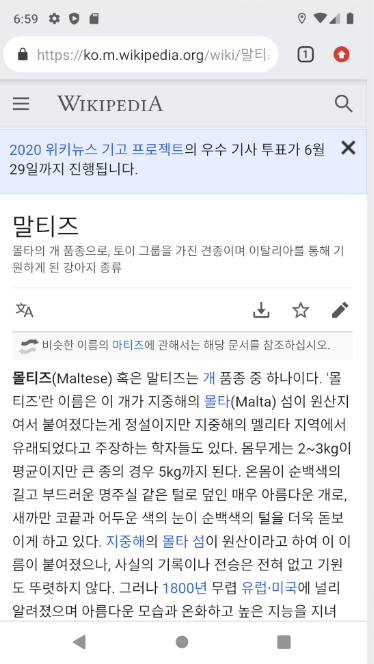 6:59
https://ko.m.wikipedia.org/wiki/말티
1
WIKIPEDIA
2020 위키뉴스 기고 프로젝트의 우수 기사 투표가 6월
29일까지 진행됩니다.
말티즈
몰타의 개 품종으로, 토이 그룹을 가진 견종이며 이탈리아를 통해 기
원하게 된 강아지 종류
비슷한 이름의 마티즈에 관해서는 해당 문서를 참조하십시오.
몰티즈(Maltese) 혹은 말티즈는 개 품종 중 하나이다. '몰
티즈'란 이름은 이 개가 지중해의 몰타(Malta) 섬이 원산지
여서 붙여졌다는게 정설이지만 지중해의 멜리타 지역에서
유래되었다고 주장하는 학자들도 있다. 몸무게는 2~3kg이
평균이지만 큰 종의 경우 5kg까지 된다. 온몸이 순백색의
길고 부드러운 명주실 같은 털로 덮인 매우 아름다운 개로,
새까만 코끝과 어두운 색의 눈이 순백색의 털을 더욱 돋보
이게 하고 있다. 지중해의 몰타 섬이 원산이라고 하여 이 이
름이 붙여졌으나, 사실의 기록이나 전승은 전혀 없고 기원
도 뚜렷하지 않다. 그러나 1800년 무렵 유럽·미국에 널리
알려졌으며 아름다운 모습과 온화하고 높은 지능을 지녀